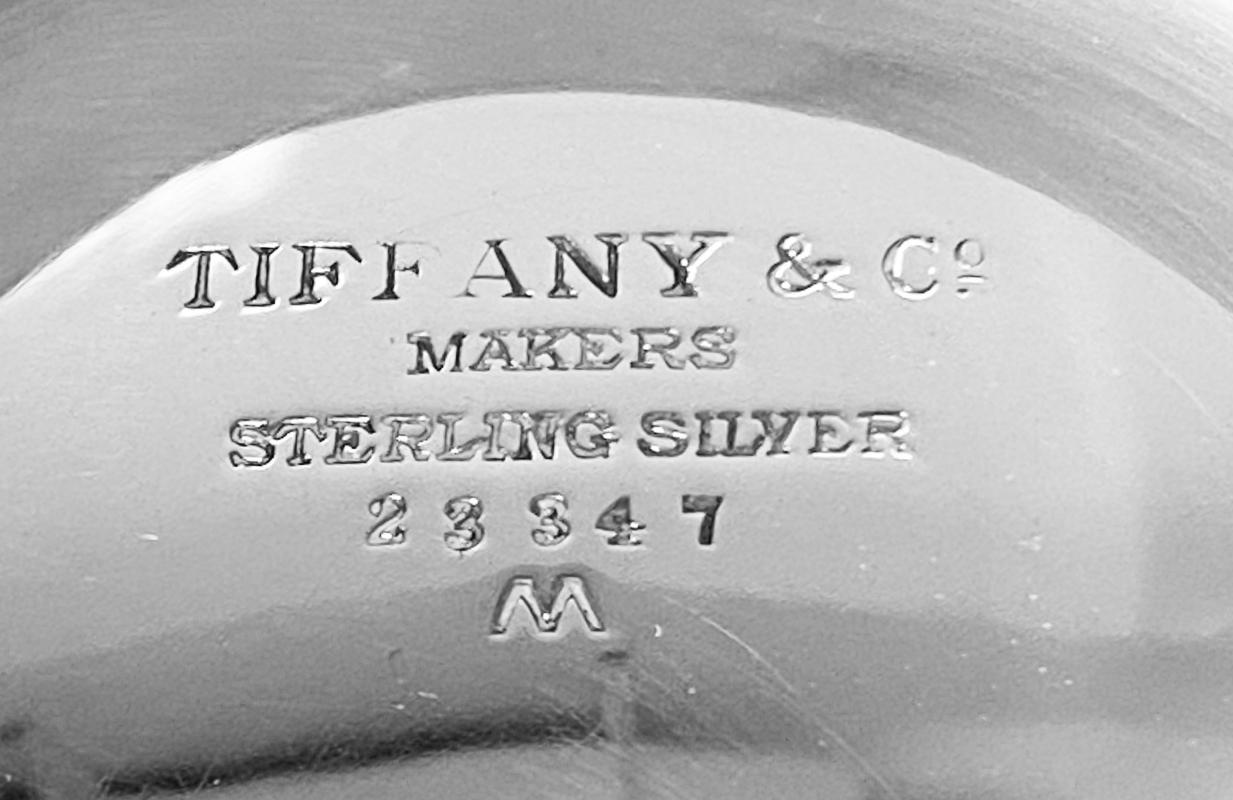 TIFFANY & Cº
MAKERS
STERLING SILVER
23347
M